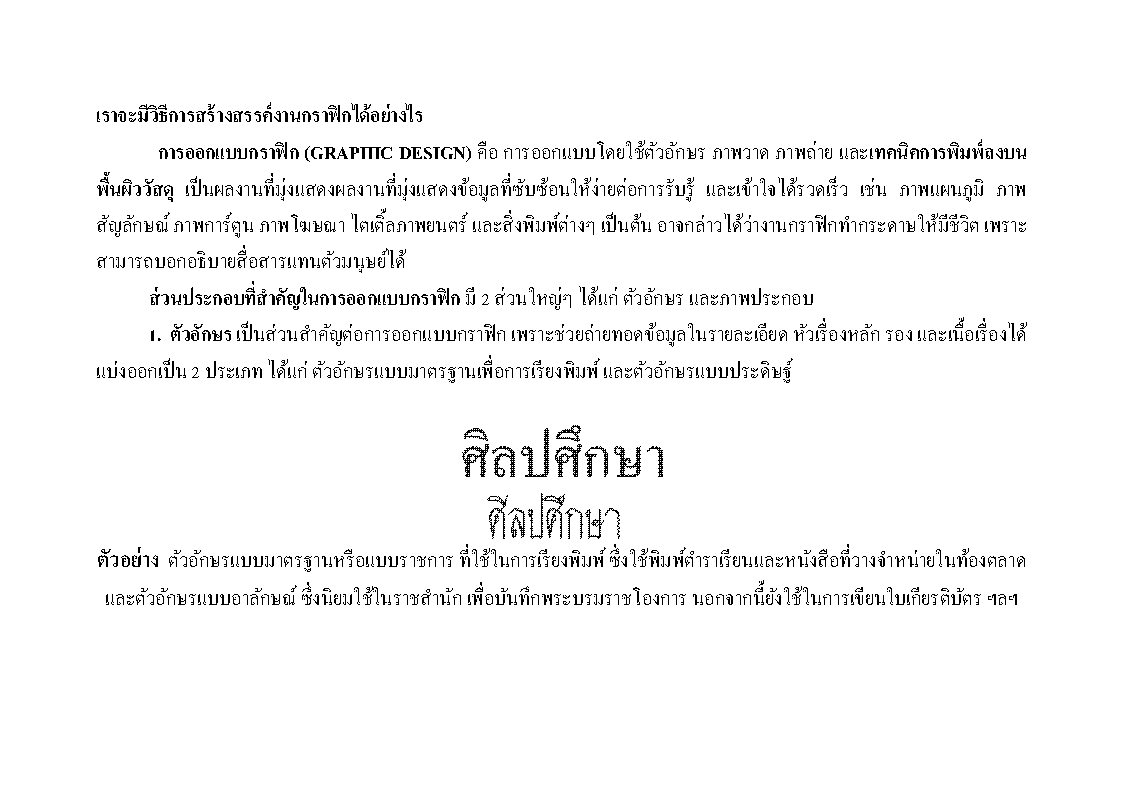 เราจะมีวิธีการสร้างสรรค์งานกราฟิกได้อย่างไร
การออกแบบกราฟิก (GRAPHIC DESIGN) คือ การออกแบบโดยใช้ตัวอักษร ภาพวาด ภาพถ่าย และเทคนิคการพิมพ์ลงบน
พื้นผิววัสดุ เป็นผลงานที่มุ่งแสดงผลงานที่มุ่งแสดงข้อมูลที่ซับซ้อนให้ง่ายต่อการรับรู้ และเข้าใจได้รวดเร็ว เช่น ภาพแผนภูมิ ภาพ
สัญลักษณ์ ภาพการ์ตูน ภาพโฆษณา ไตเติ้ลภาพยนตร์ และสิ่งพิมพ์ต่างๆ เป็นต้น อาจกล่าวได้ว่างานกราฟิกทำกระดาษให้มีชีวิต เพราะ
สามารถบอกอธิบายสื่อสารแทนตัวมนุษย์ได้
ส่วนประกอบที่สำคัญในการออกแบบกราฟิก มี 2 ส่วนใหญ่ๆ ได้แก่ ตัวอักษร และภาพประกอบ
1. ตัวอักษร เป็นส่วนสำคัญต่อการออกแบบกราฟิก เพราะช่วยถ่ายทอดข้อมูลในรายละเอียด หัวเรื่องหลัก รอง และเนื้อเรื่องได้
แบ่งออกเป็น 2 ประเภท ได้แก่ ตัวอักษรแบบมาตรฐานเพื่อการเรียงพิมพ์ และตัวอักษรแบบประดิษฐ์
ศิลปศึกษา
ศิลปศึกษา
ตัวอย่าง ตัวอักษรแบบมาตรฐานหรือแบบราชการ ที่ใช้ในการเรียงพิมพ์ ซึ่งใช้พิมพ์ตำราเรียนและหนังสือที่วางจำหน่ายในท้องตลาด
และตัวอักษรแบบอาลักษณ์ ซึ่งนิยมใช้ในราชสำนัก เพื่อบันทึกพระบรมราชโองการ นอกจากนี้ยังใช้ในการเขียนใบเกียรติบัตร ฯลฯ